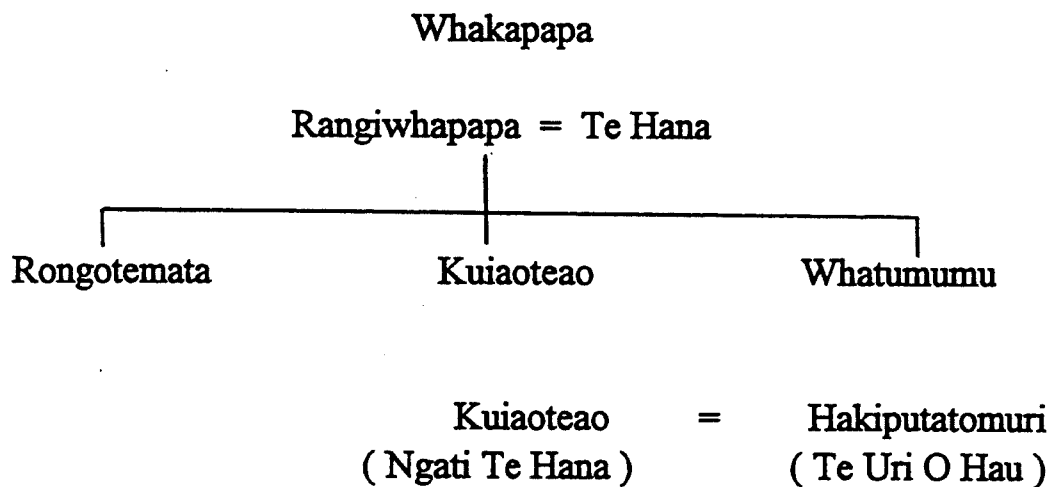 Whakapapa
Rangiwhapapa = Te Hana
Rongotemata Kuiaoteao Whatumumu
Kuiaoteao = Hakiputatomuri
( Ngati Te Hana ) ( Te Uri O Hau )